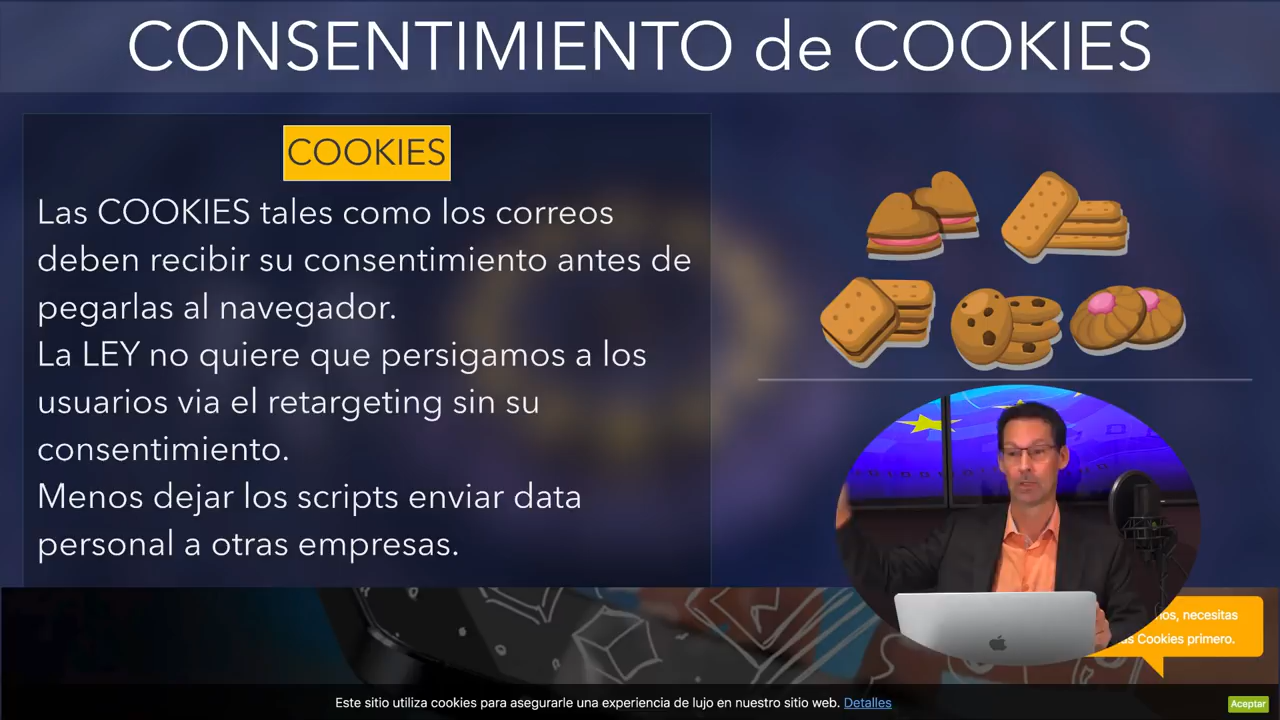 CONSENTIMIENTO de COOKIES
COOKIES
Las COOKIES tales como los correos
deben recibir su consentimiento antes de
pegarlas al navegador.
La LEY no quiere que persigamos a los
usuarios via el retargeting sin su
consentimiento.
Menos dejar los scripts enviar data
personal a otras empresas.
necesitas
Cookies primero.
Este sitio utiliza cookies para asegurarle una experiencia de lujo en nuestro sitio web. Detalles
Aceptar